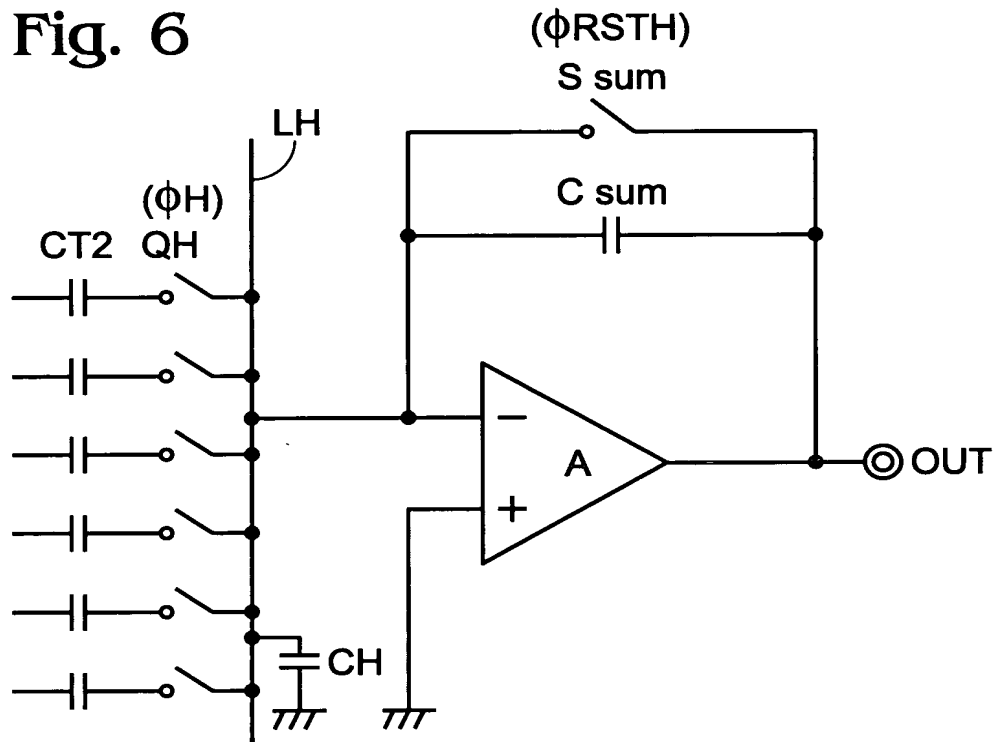 Fig. 6
(ϕRSTH)
S sum
LH
C sum
(ϕH)
CT2 QH
−
A
+
OUT
CH